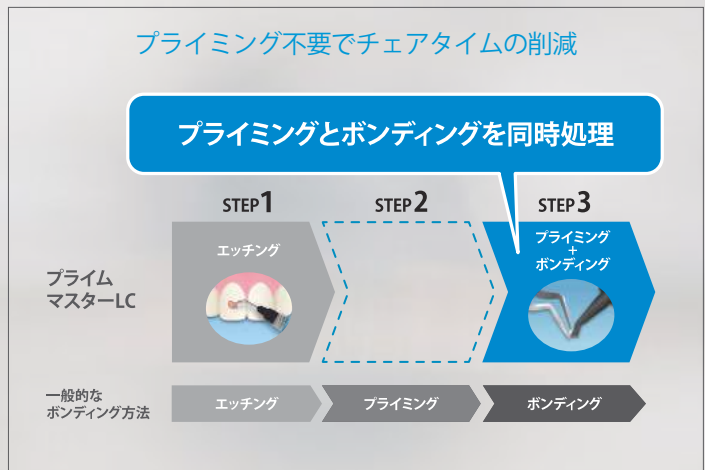 プライミング不要でチェアタイムの削減
プライミングとボンディングを同時処理
STEP1
STEP2
STEP3
プライム
マスターLC
エッチング
プライミング
+
ボンディング
一般的な
ボンディング方法
エッチング
プライミング
ボンディング